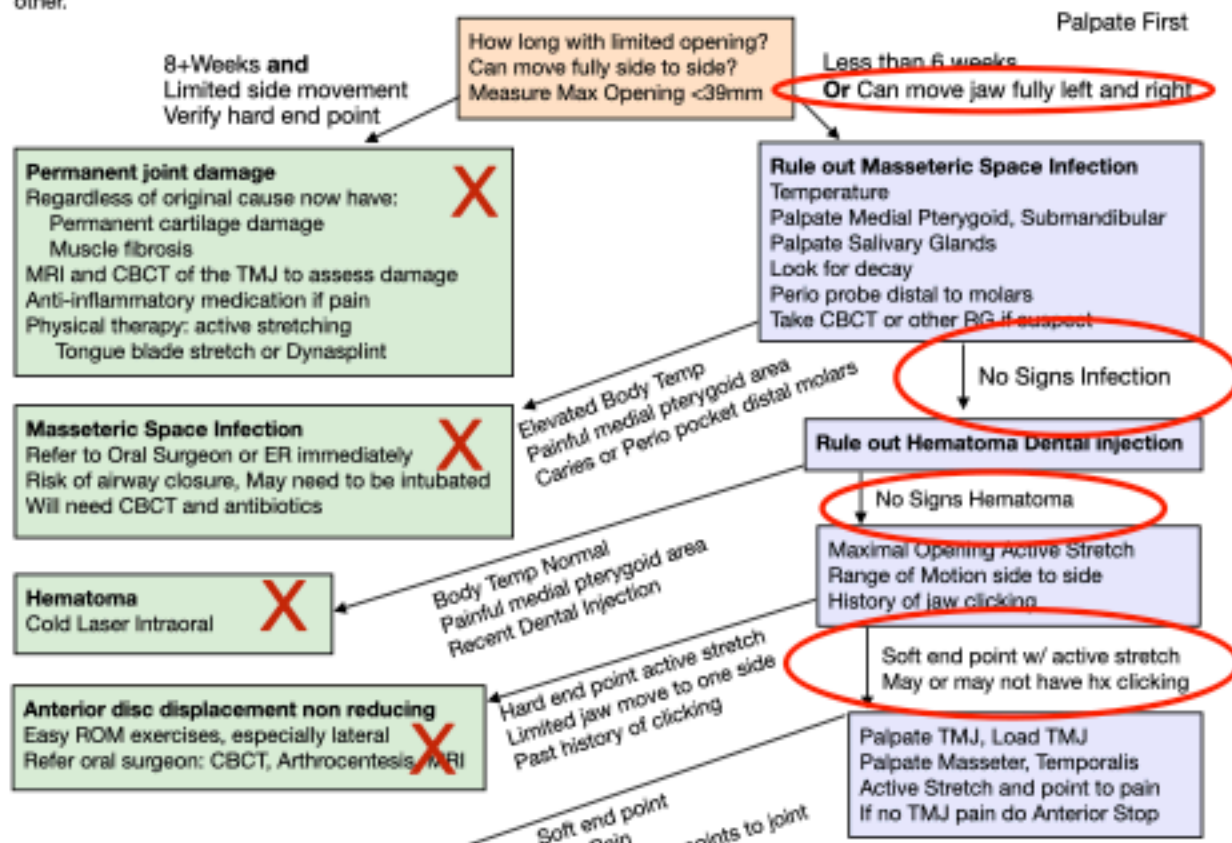 other.
Palpate First
How long with limited opening?
Can move fully side to side?
Measure Max Opening <39mm
8+Weeks and
Limited side movement
Verify hard end point
Less than 6 weeks
Or Can move jaw fully left and right
Permanent joint damage
Regardless of original cause now have:
Permanent cartilage damage
Muscle fibrosis
MRI and CBCT of the TMJ to assess damage
Anti-inflammatory medication if pain
Physical therapy: active stretching
Tongue blade stretch or Dynasplint
X
Rule out Masseteric Space Infection
Temperature
Palpate Medial Pterygoid, Submandibular
Palpate Salivary Glands
Look for decay
Perio probe distal to molars
Take CBCT or other RG if suspect
Elevated Body Temp
Painful medial pterygoid area
Caries or Perio pocket distal molars
No Signs Infection
Masseteric Space Infection
Refer to Oral Surgeon or ER immediately
Risk of airway closure, May need to be intubated
Will need CBCT and antibiotics
X
Rule out Hematoma Dental Injection
No Signs Hematoma
Body Temp Normal
Painful medial pterygoid area
Recent Dental Injection
Hematoma
Cold Laser Intraoral
X
Maximal Opening Active Stretch
Range of Motion side to side
History of jaw clicking
Hard end point active stretch
Limited jaw move to one side
Past history of clicking
Soft end point w/ active stretch
May or may not have hx clicking
Anterior disc displacement non reducing
Easy ROM exercises, especially lateral
Refer oral surgeon: CBCT, Arthrocentesis, MRI
X
Palpate TMJ, Load TMJ
Palpate Masseter, Temporalis
Active Stretch and point to pain
If no TMJ pain do Anterior Stop
Soft end point
points to joint